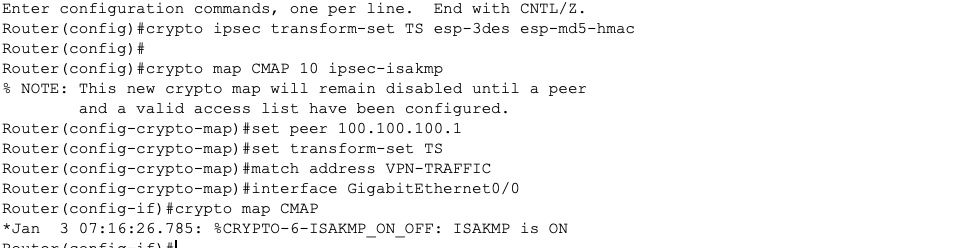 Enter configuration commands, one per line.  End with CNTL/Z.
Router(config)#crypto ipsec transform-set TS esp-3des esp-md5-hmac
Router(config)#
Router(config)#crypto map CMAP 10 ipsec-isakmp
% NOTE: This new crypto map will remain disabled until a peer
        and a valid access list have been configured.
Router(config-crypto-map)#set peer 100.100.100.1
Router(config-crypto-map)#set transform-set TS
Router(config-crypto-map)#match address VPN-TRAFFIC
Router(config-crypto-map)#interface GigabitEthernet0/0
Router(config-if)#crypto map CMAP
*Jan  3 07:16:26.785: %CRYPTO-6-ISAKMP_ON_OFF: ISAKMP is ON
Router(config-if)#